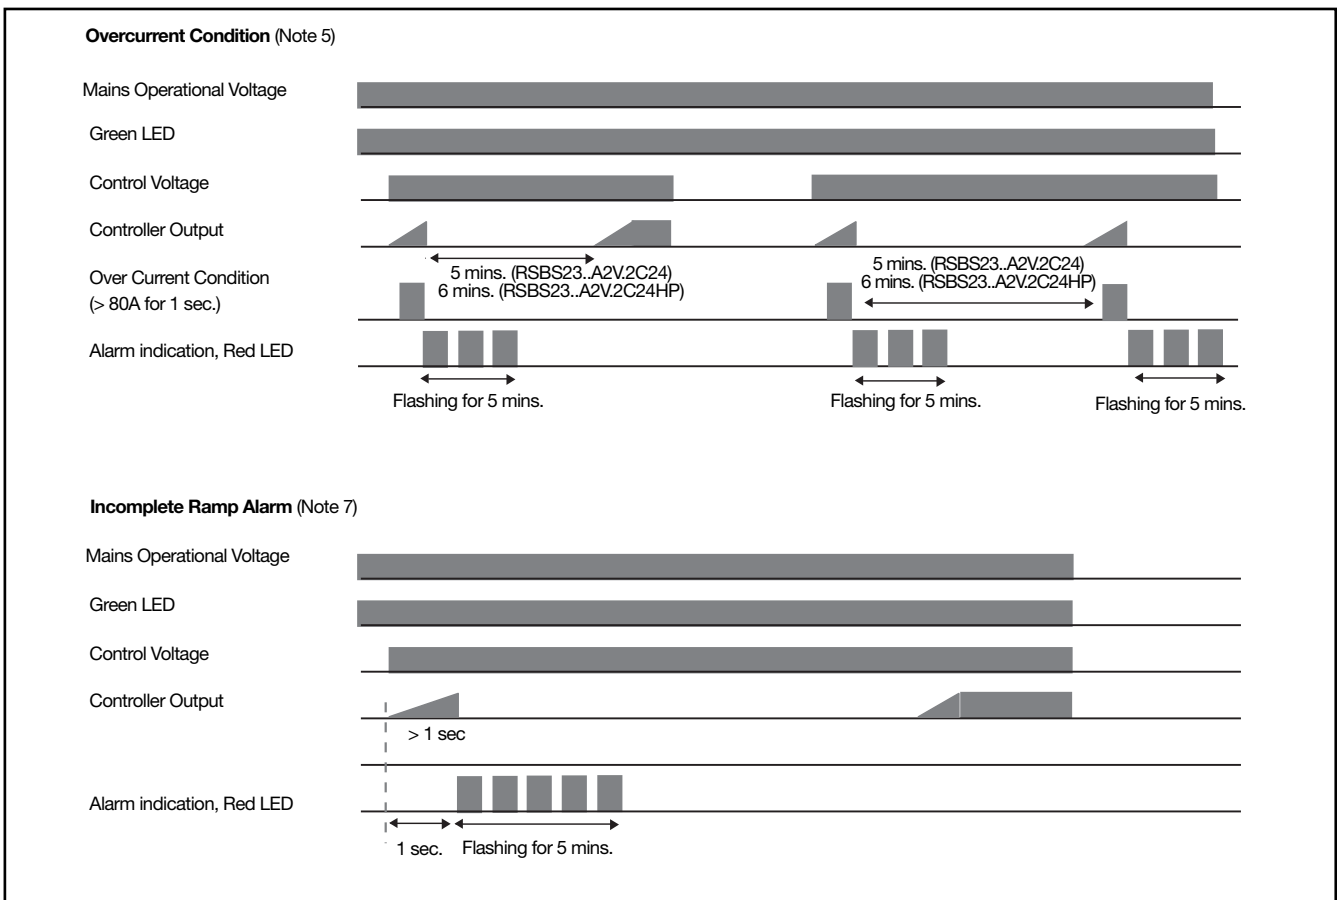 Overcurrent Condition (Note 5)
Mains Operational Voltage
Green LED
Control Voltage
Controller Output
Over Current Condition
(> 80A for 1 sec.)
5 mins. (RSBS23..A2V.2C24)
6 mins. (RSBS23..A2V.2C24HP)
5 mins. (RSBS23..A2V.2C24)
6 mins. (RSBS23..A2V.2C24HP)
Alarm indication, Red LED
Flashing for 5 mins.
Flashing for 5 mins.
Flashing for 5 mins.
Incomplete Ramp Alarm (Note 7)
Mains Operational Voltage
Green LED
Control Voltage
Controller Output
> 1 sec
Alarm indication, Red LED
1 sec.
Flashing for 5 mins.